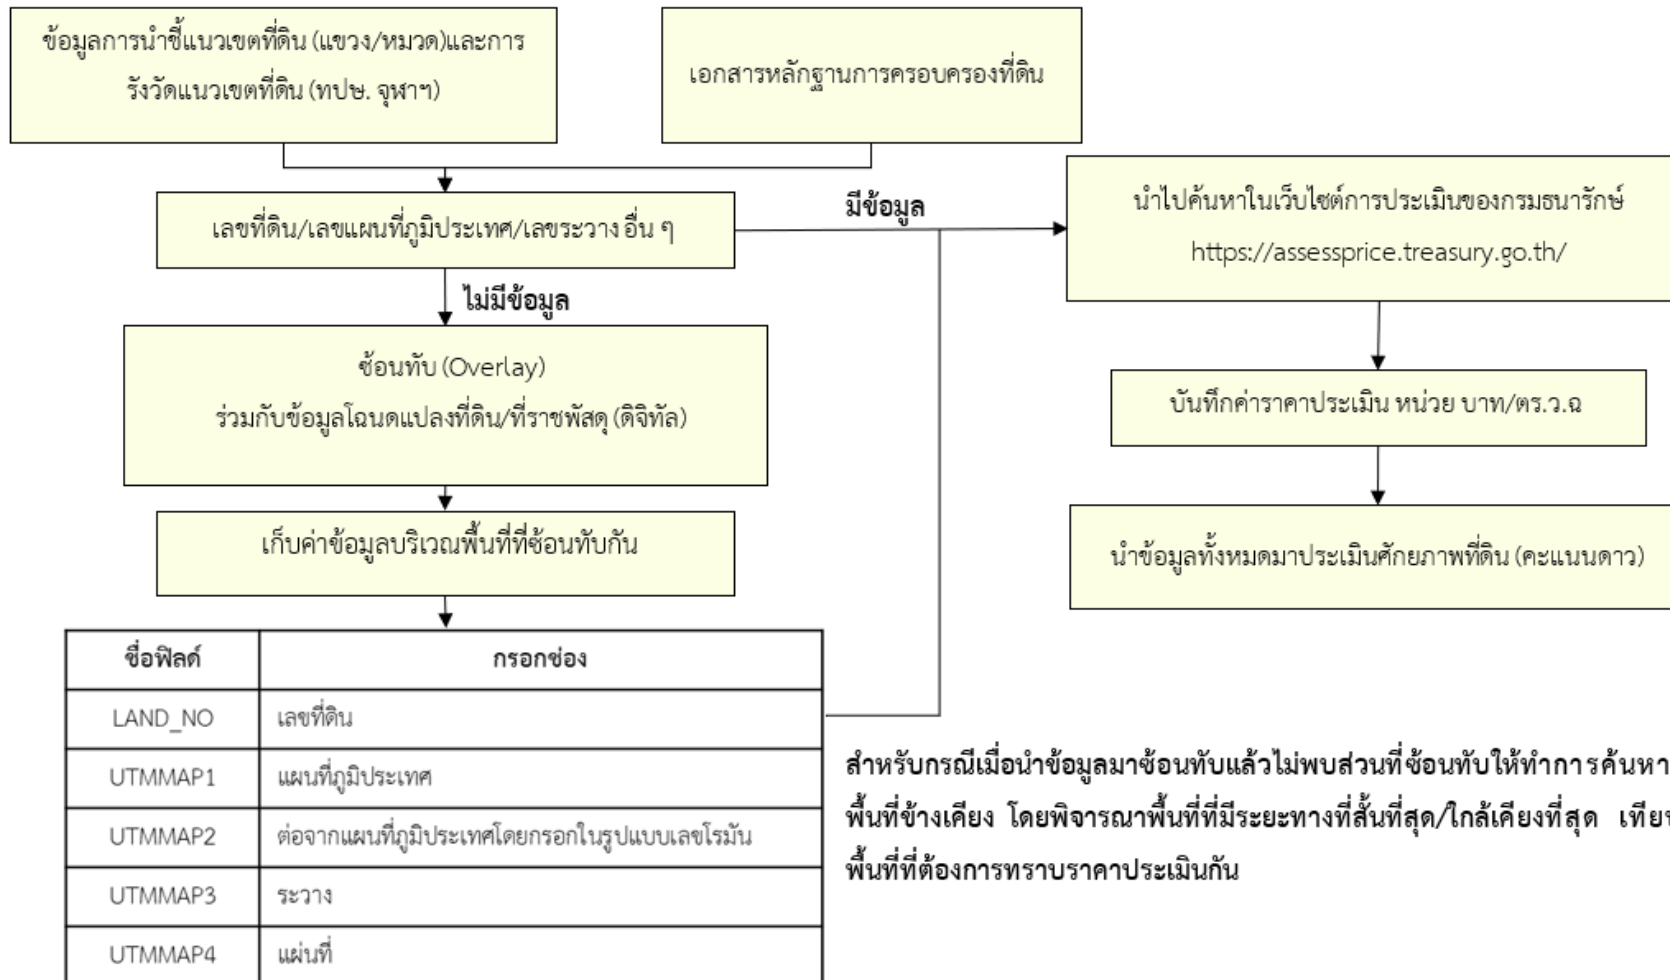 ข้อมูลการนำชี้แนวเขตที่ดิน (แขวง/หมวด)และการ
รังวัดแนวเขตที่ดิน (ทปษ. จุฬาฯ)
เอกสารหลักฐานการครอบครองที่ดิน
เลขที่ดิน/เลขแผนที่ภูมิประเทศ/เลขระวาง อื่น ๆ
มีข้อมูล
นำไปค้นหาในเว็บไซต์การประเมินของกรมธนารักษ์
https://assessprice.treasury.go.th/
ไม่มีข้อมูล
ซ้อนทับ (Overlay)
ร่วมกับข้อมูลโฉนดแปลงที่ดิน/ที่ราชพัสดุ (ดิจิทัล)
บันทึกค่าราคาประเมิน หน่วย บาท/ตร.ว.ฉ
เก็บค่าข้อมูลบริเวณพื้นที่ที่ซ้อนทับกัน
นำข้อมูลทั้งหมดมาประเมินศักยภาพที่ดิน (คะแนนดาว)
ชื่อฟิลด์ กรอกช่อง
LAND_NO เลขที่ดิน
UTMMAP1 แผนที่ภูมิประเทศ
UTMMAP2 ต่อจากแผนที่ภูมิประเทศโดยกรอกในรูปแบบเลขโรมัน
UTMMAP3 ระวาง
UTMMAP4 แผ่นที่
สำหรับกรณีเมื่อนำข้อมูลมาซ้อนทับแล้วไม่พบส่วนที่ซ้อนทับให้ทำการค้นหา
พื้นที่ข้างเคียง โดยพิจารณาพื้นที่ที่มีระยะทางที่สั้นที่สุด/ใกล้เคียงที่สุด
พื้นที่ที่ต้องการทราบราคาประเมินกัน